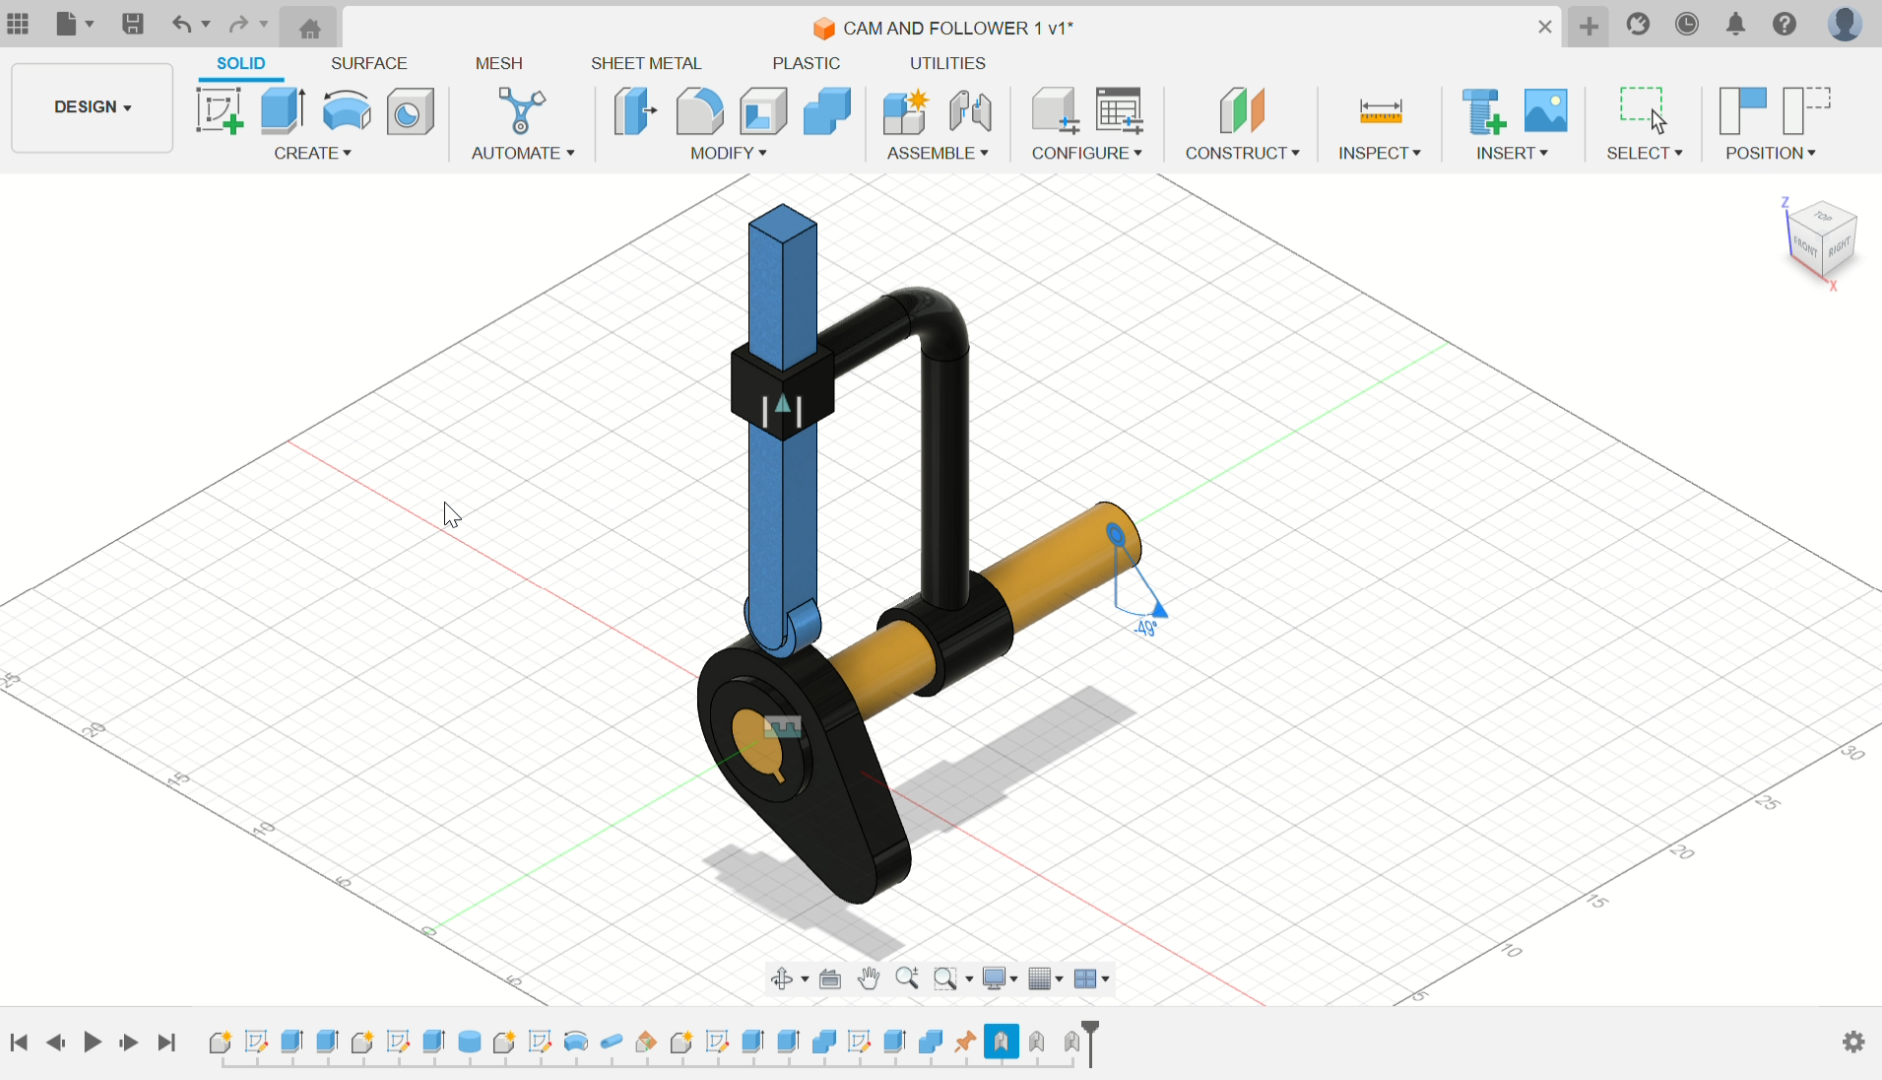 CAM AND FOLLOWER 1 v1*
SOLID SURFACE MESH SHEET METAL PLASTIC UTILITIES
DESIGN
CREATE AUTOMATE MODIFY ASSEMBLE CONFIGURE CONSTRUCT INSPECT INSERT SELECT POSITION
Z
TOP
FRONT RIGHT
X
-49°
25
20
15
10
5
0
5
30
25
20
15
10
5